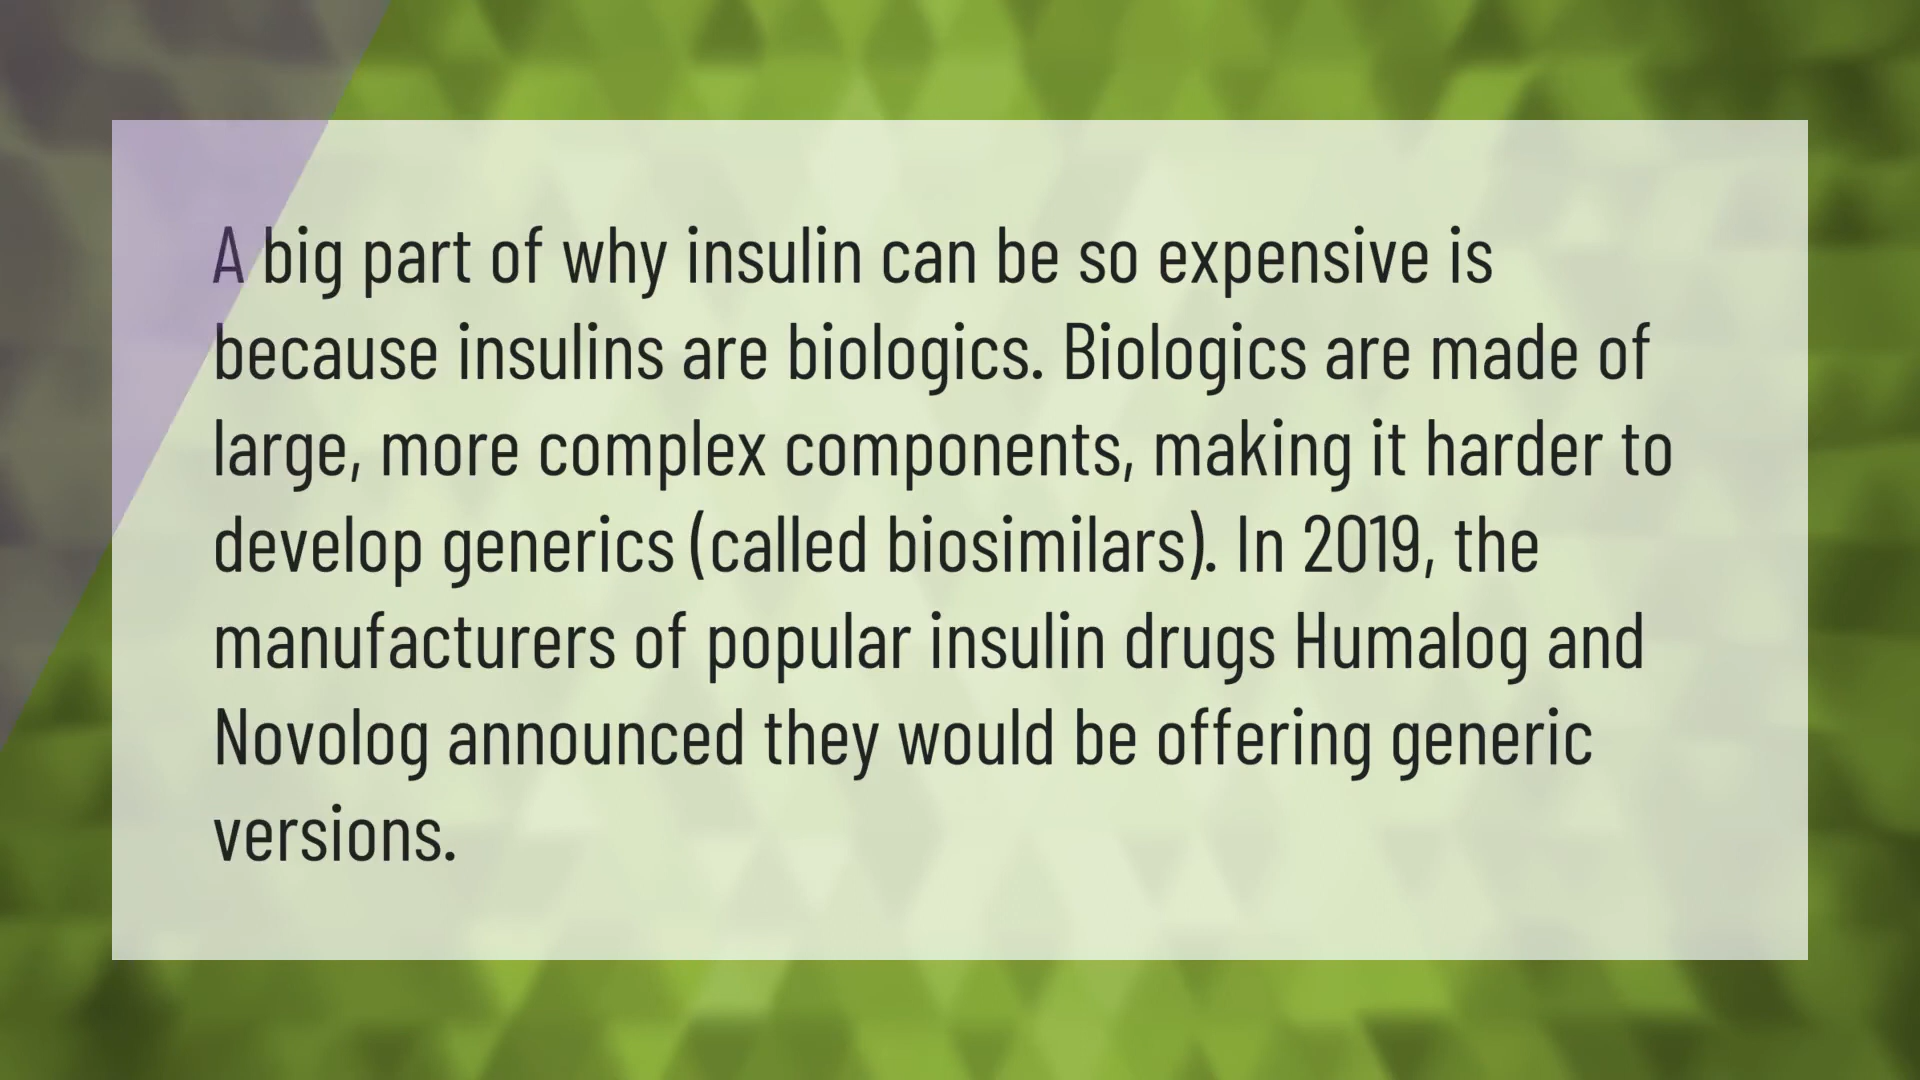 A big part of why insulin can be so expensive is
because insulins are biologics. Biologics are made of
large, more complex components, making it harder to
develop generics (called biosimilars). In 2019, the
manufacturers of popular insulin drugs Humalog and
Novolog announced they would be offering generic
versions.